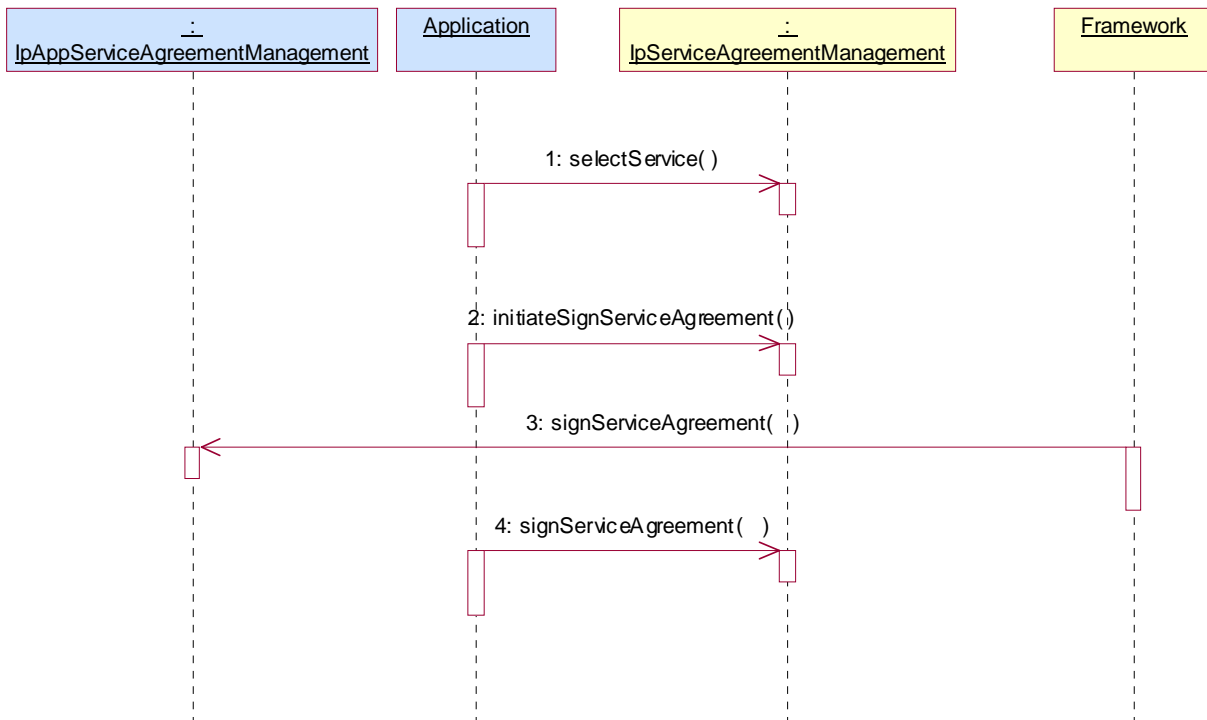 :
IpAppServiceAgreementManagement
Application
:
IpServiceAgreementManagement
Framework
1: selectService( )
2: initiateSignServiceAgreement( )
3: signServiceAgreement( )
4: signServiceAgreement( )